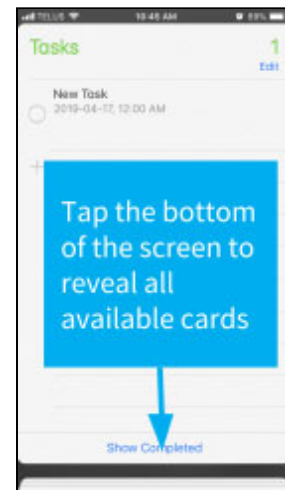 TELUS 10:46 AM
Tasks 1
Edit
New Task
2019-04-17, 12:00 AM
Tap the bottom
of the screen to
reveal all
available cards
Show Completed